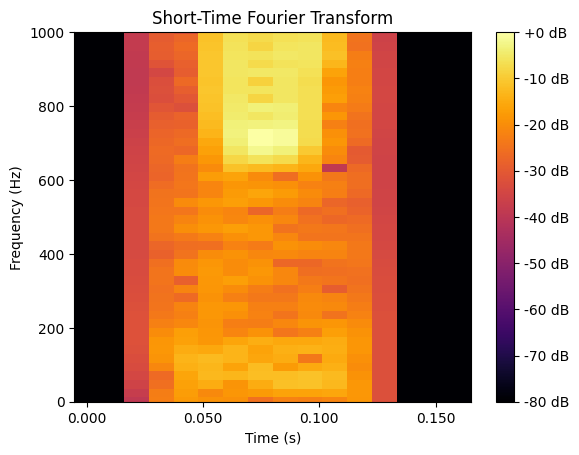 Short-Time Fourier Transform
1000
800
600
400
200
0
Frequency (Hz)
0.000
0.050
0.100
0.150
Time (s)
+0 dB
-10 dB
-20 dB
-30 dB
-40 dB
-50 dB
-60 dB
-70 dB
-80 dB